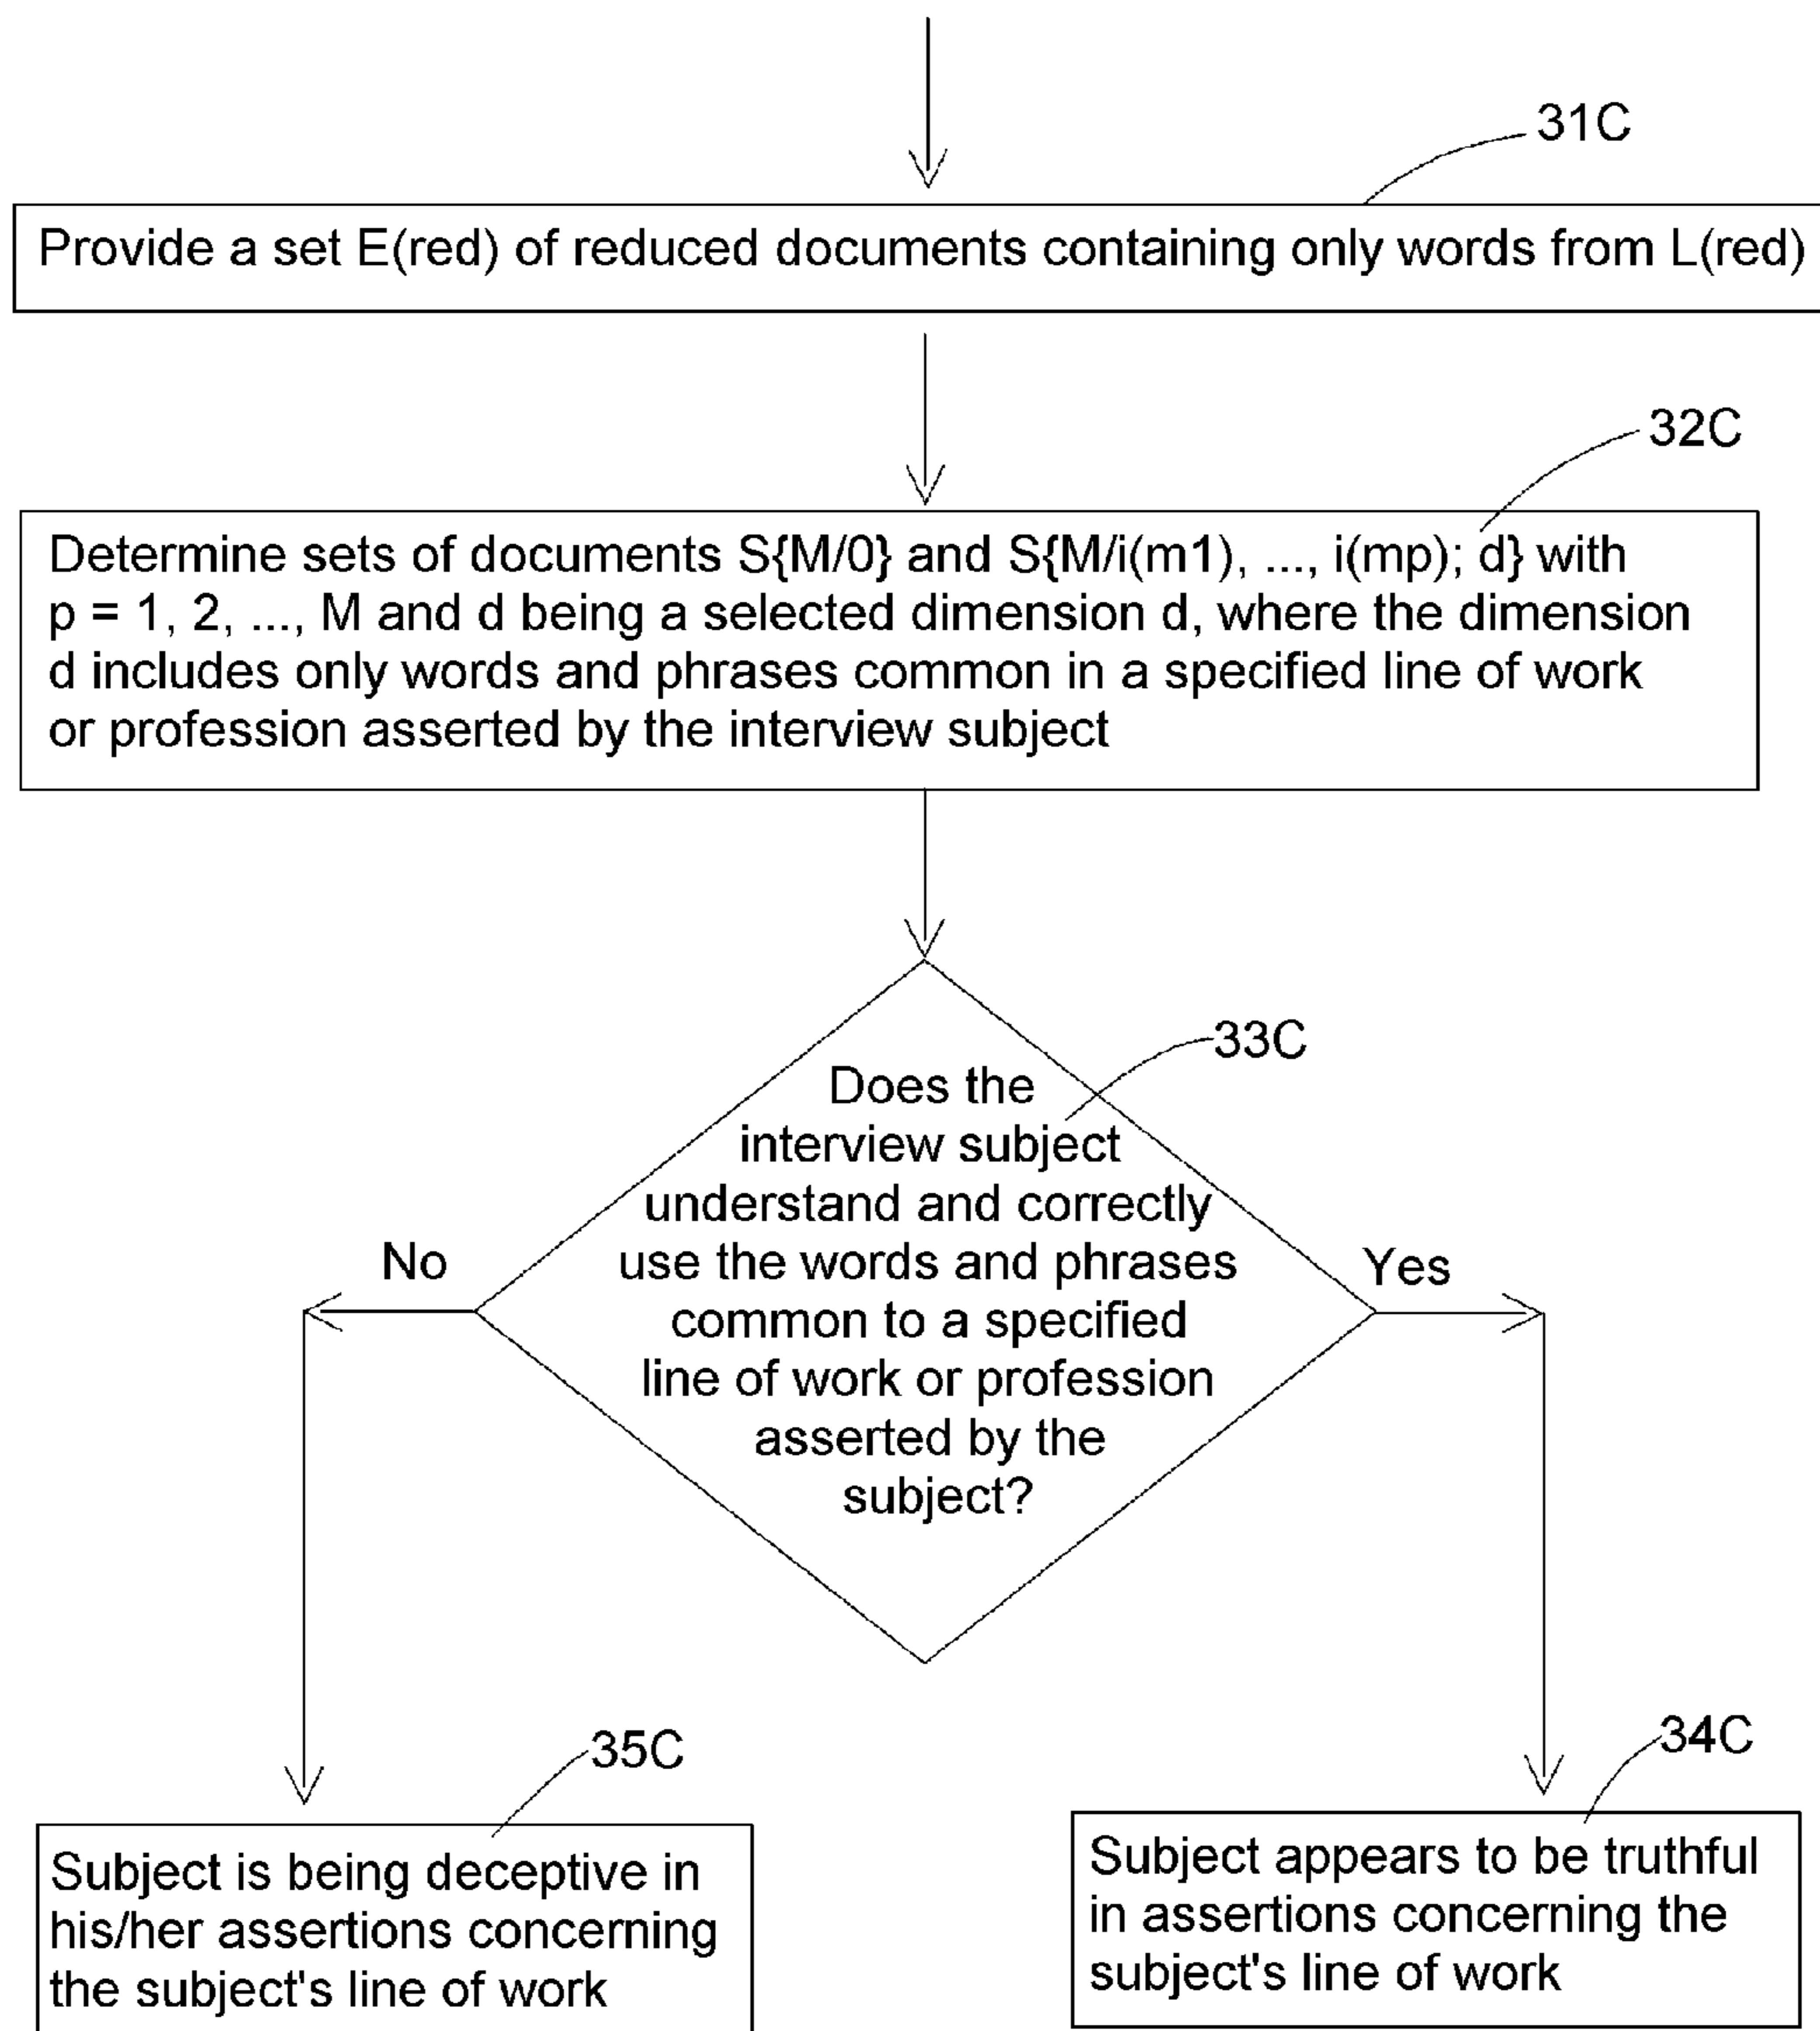 31C
Provide a set E(red) of reduced documents containing only words from L(red)
32C
Determine sets of documents S{M/0} and S{M/i(m1), ..., i(mp); d} with
p = 1, 2, ..., M and d being a selected dimension d, where the dimension
d includes only words and phrases common in a specified line of work
or profession asserted by the interview subject
33C
Does the
interview subject
understand and correctly
use the words and phrases
common to a specified
line of work or profession
asserted by the
subject?
No
Yes
35C
Subject is being deceptive in
his/her assertions concerning
the subject's line of work
34C
Subject appears to be truthful
in assertions concerning the
subject's line of work